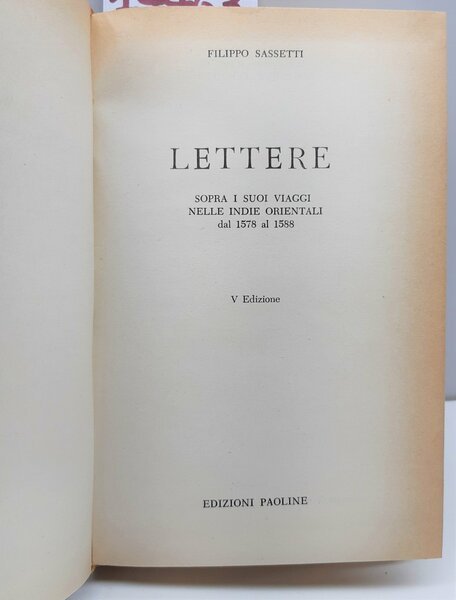 FILIPPO SASSETTI
LETTERE
SOPRA I SUOI VIAGGI
NELLE INDIE ORIENTALI
dal 1578 al 1588
V Edizione
EDIZIONI PAOLINE